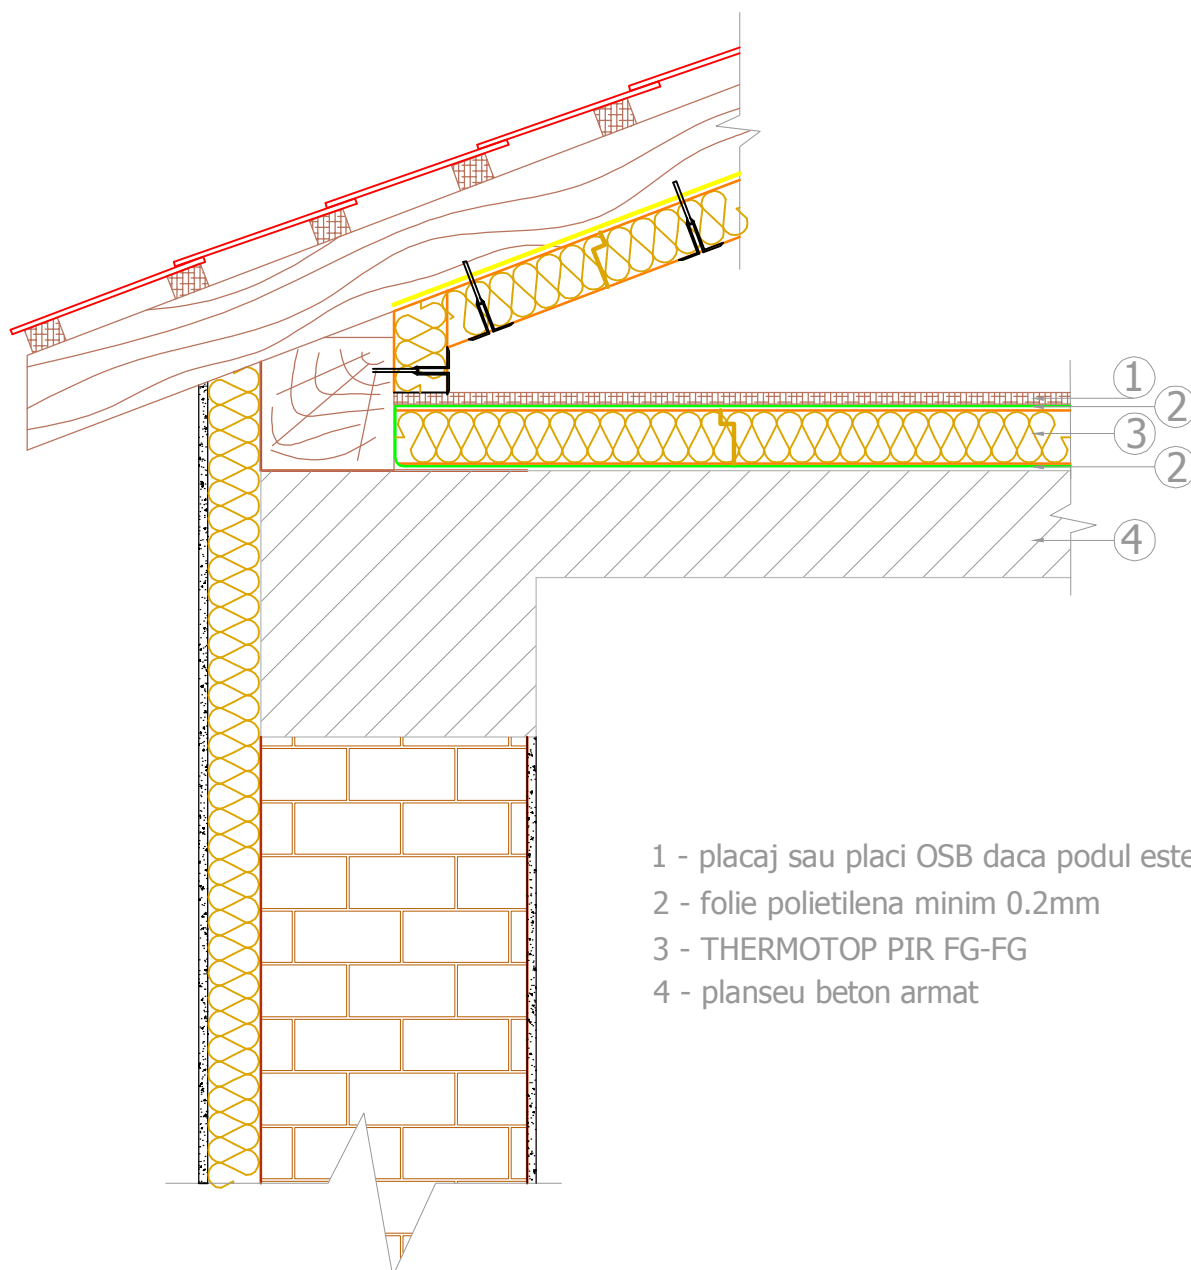 1
2
3
2
4
1 - placaj sau placi OSB daca podul este
2 - folie polietilena minim 0.2mm
3 - THERMOTOP PIR FG-FG
4 - planseu beton armat